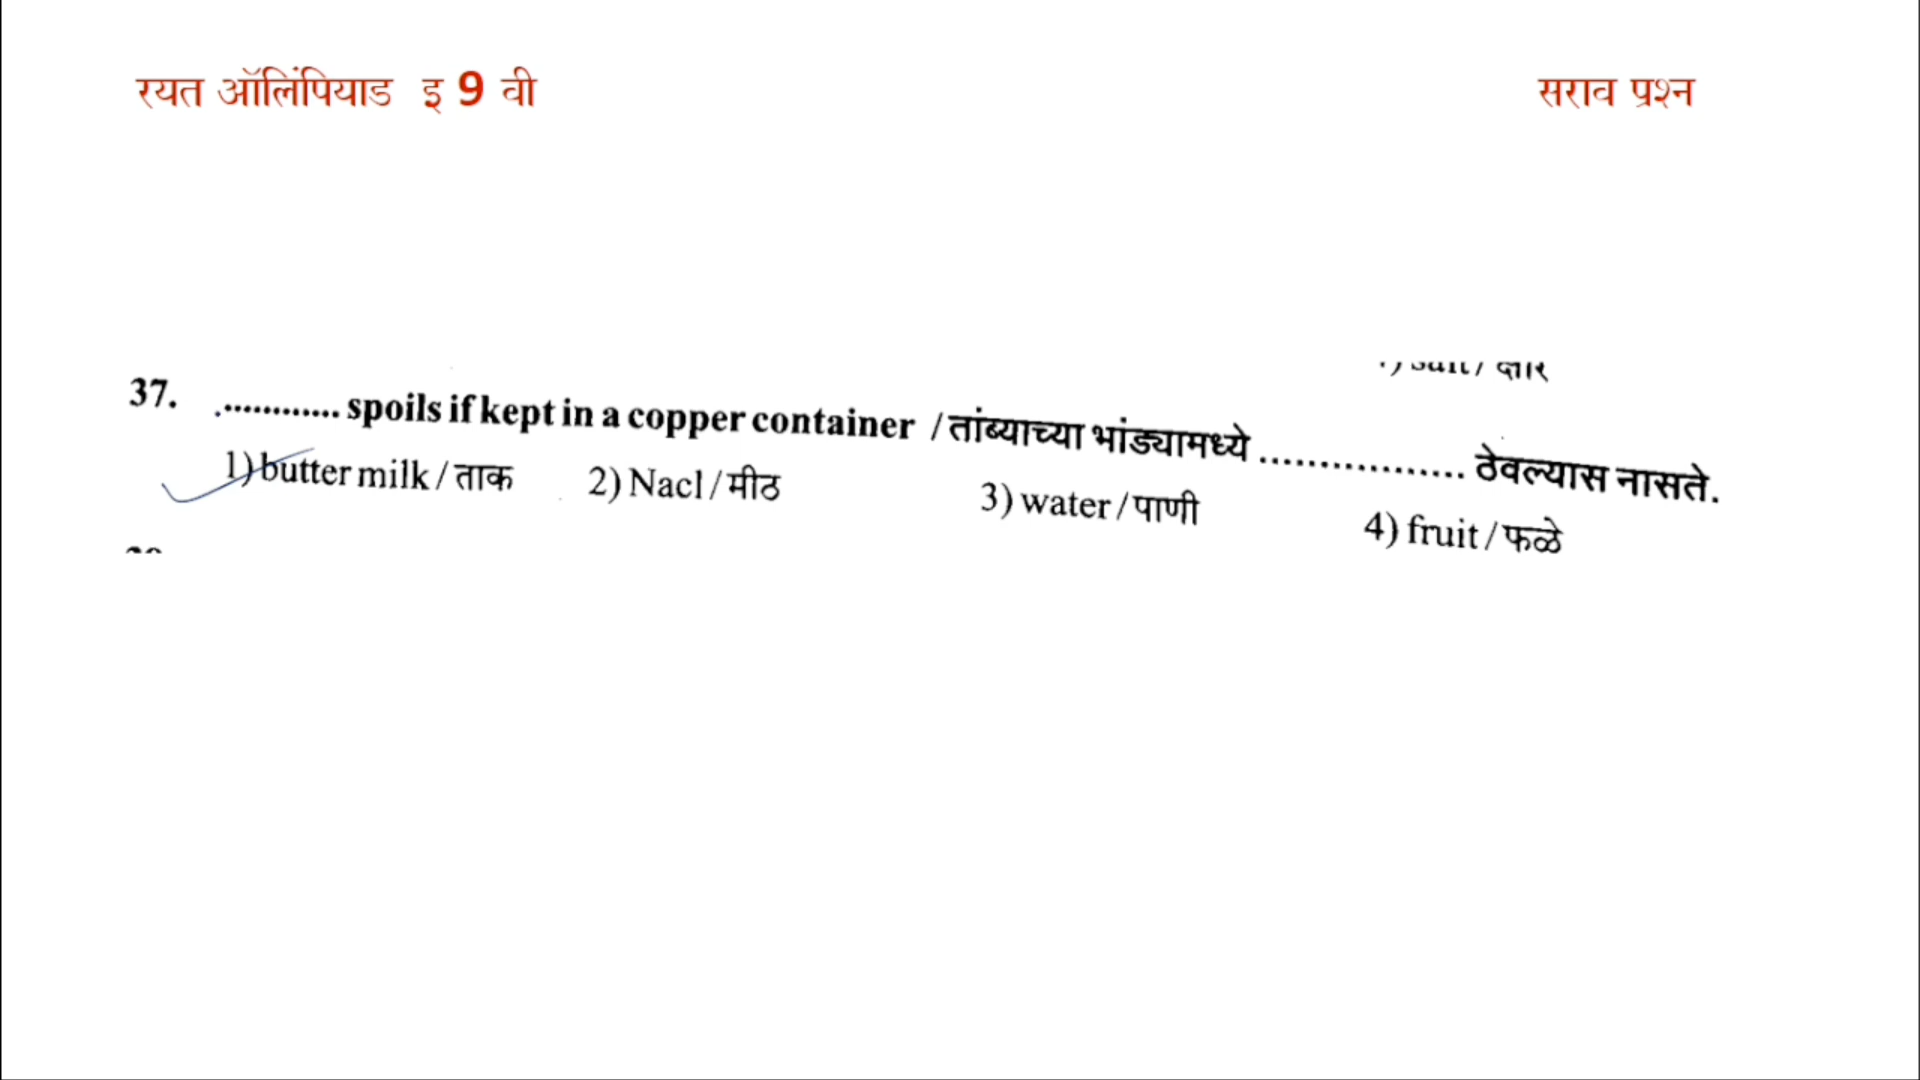 रयत ऑलिंपियाड इ 9 वी
सराव प्रश्न
37. ............ spoils if kept in a copper container / तांब्याच्या भांड्यामध्ये ................. ठेवल्यास नासते.
1) butter milk / ताक 2) Nacl / मीठ 3) water / पाणी 4) fruit / फळे